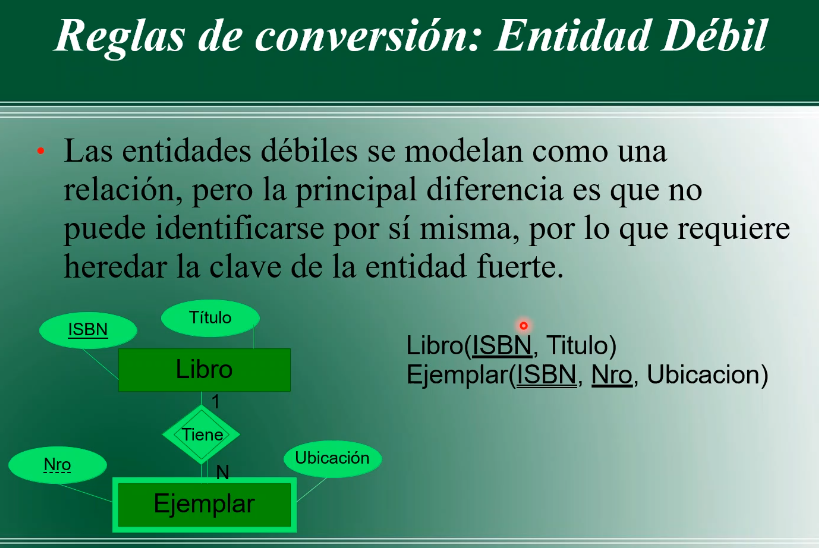 Reglas de conversión: Entidad Débil
• Las entidades débiles se modelan como una
relación, pero la principal diferencia es que no
puede identificarse por sí misma, por lo que requiere
heredar la clave de la entidad fuerte.
Título
ISBN
Libro(ISBN, Titulo)
Libro
Ejemplar(ISBN, Nro, Ubicacion)
1
Tiene
Ubicación
Nro
N
Ejemplar